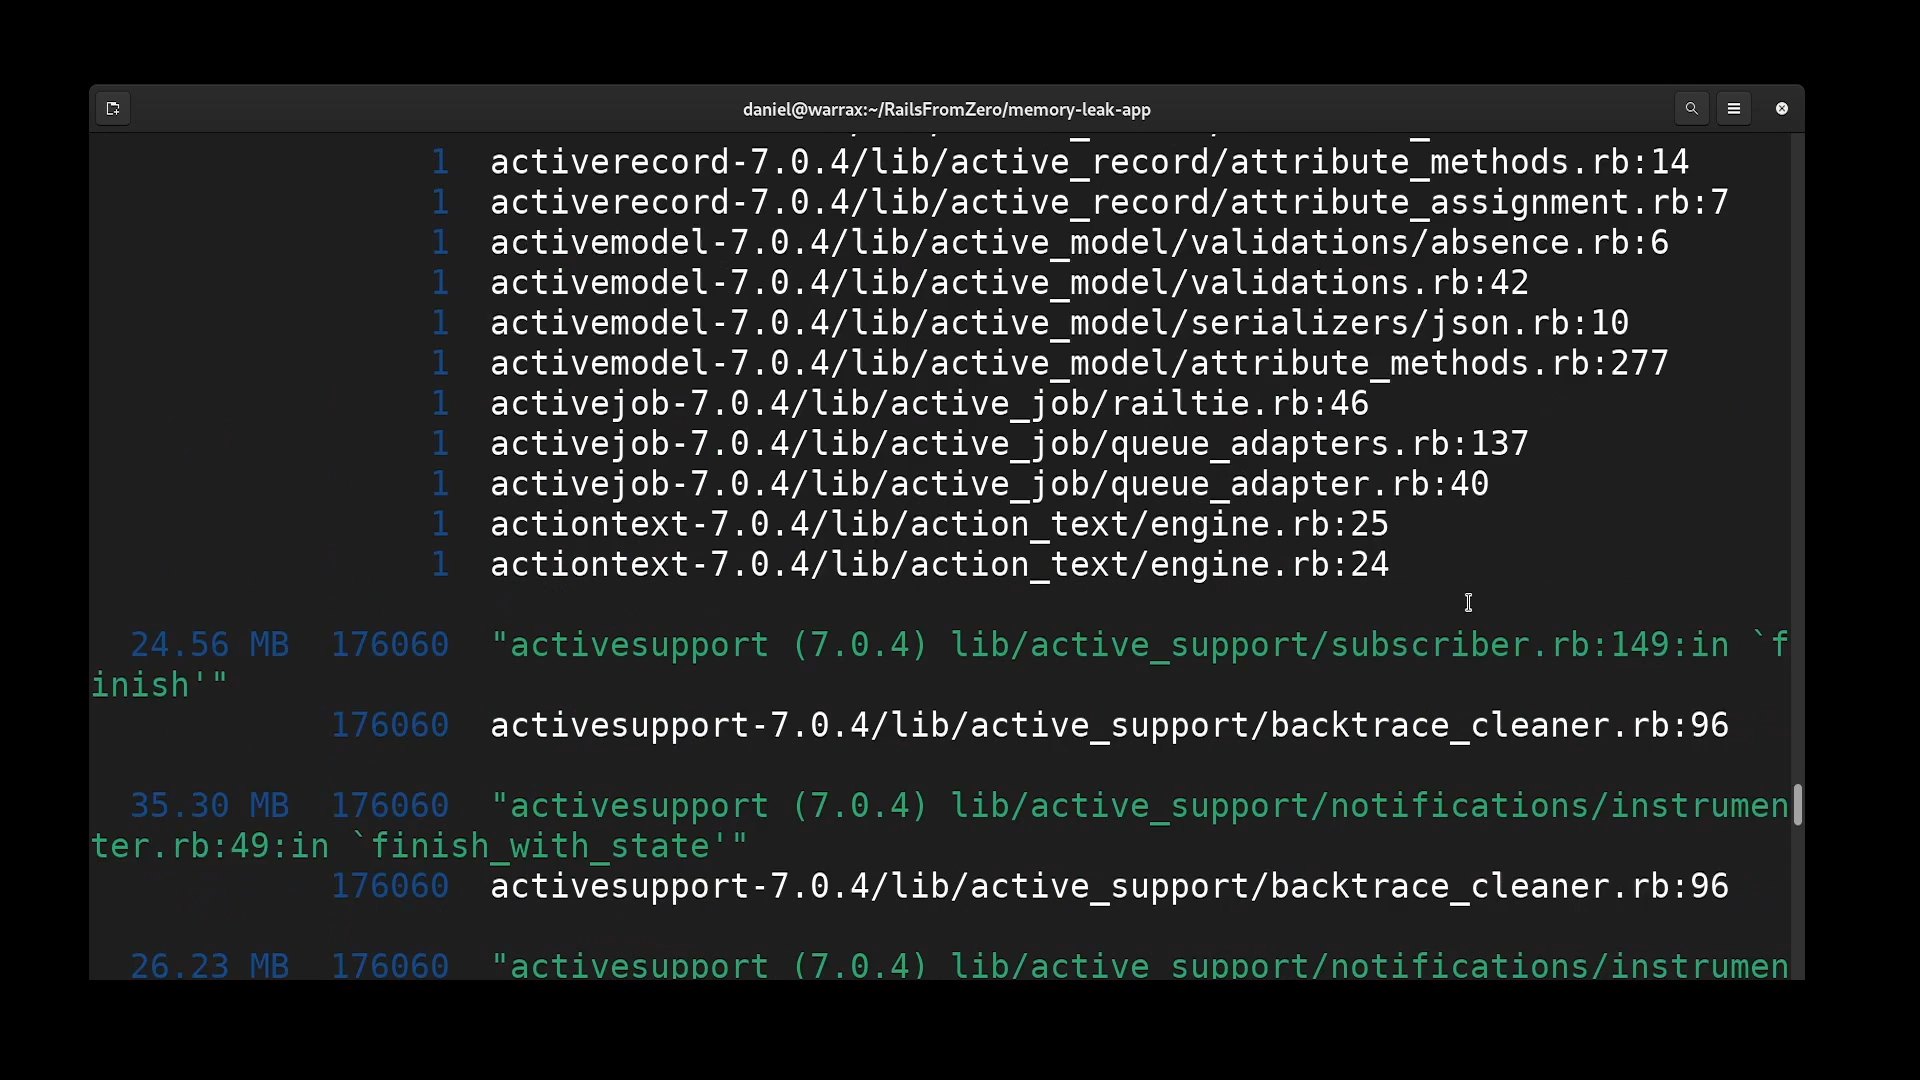 daniel@warrax:~/RailsFromZero/memory-leak-app
1 activerecord-7.0.4/lib/active_record/attribute_methods.rb:14
1 activerecord-7.0.4/lib/active_record/attribute_assignment.rb:7
1 activemodel-7.0.4/lib/active_model/validations/absence.rb:6
1 activemodel-7.0.4/lib/active_model/validations.rb:42
1 activemodel-7.0.4/lib/active_model/serializers/json.rb:10
1 activemodel-7.0.4/lib/active_model/attribute_methods.rb:277
1 activejob-7.0.4/lib/active_job/railtie.rb:46
1 activejob-7.0.4/lib/active_job/queue_adapters.rb:137
1 activejob-7.0.4/lib/active_job/queue_adapter.rb:40
1 actiontext-7.0.4/lib/action_text/engine.rb:25
1 actiontext-7.0.4/lib/action_text/engine.rb:24
24.56 MB 176060 "activesupport (7.0.4) lib/active_support/subscriber.rb:149:in `f
inish'"
176060 activesupport-7.0.4/lib/active_support/backtrace_cleaner.rb:96
35.30 MB 176060 "activesupport (7.0.4) lib/active_support/notifications/instrumen
ter.rb:49:in `finish_with_state'"
176060 activesupport-7.0.4/lib/active_support/backtrace_cleaner.rb:96
26.23 MB 176060 "activesupport (7.0.4) lib/active_support/notifications/instrumen